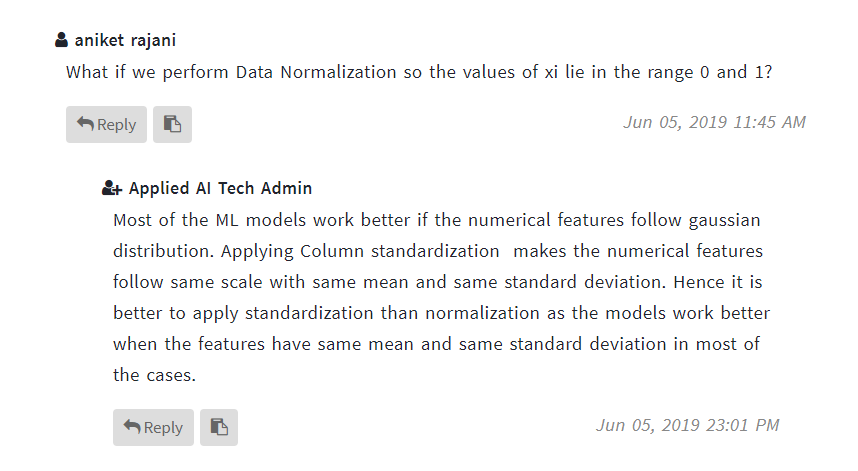 aniket rajani
What if we perform Data Normalization so the values of xi lie in the range 0 and 1?
Reply
Jun 05, 2019 11:45 AM
Applied AI Tech Admin
Most of the ML models work better if the numerical features follow gaussian
distribution. Applying Column standardization  makes the numerical features
follow same scale with same mean and same standard deviation. Hence it is
better to apply standardization than normalization as the models work better
when the features have same mean and same standard deviation in most of
the cases.
Reply
Jun 05, 2019 23:01 PM